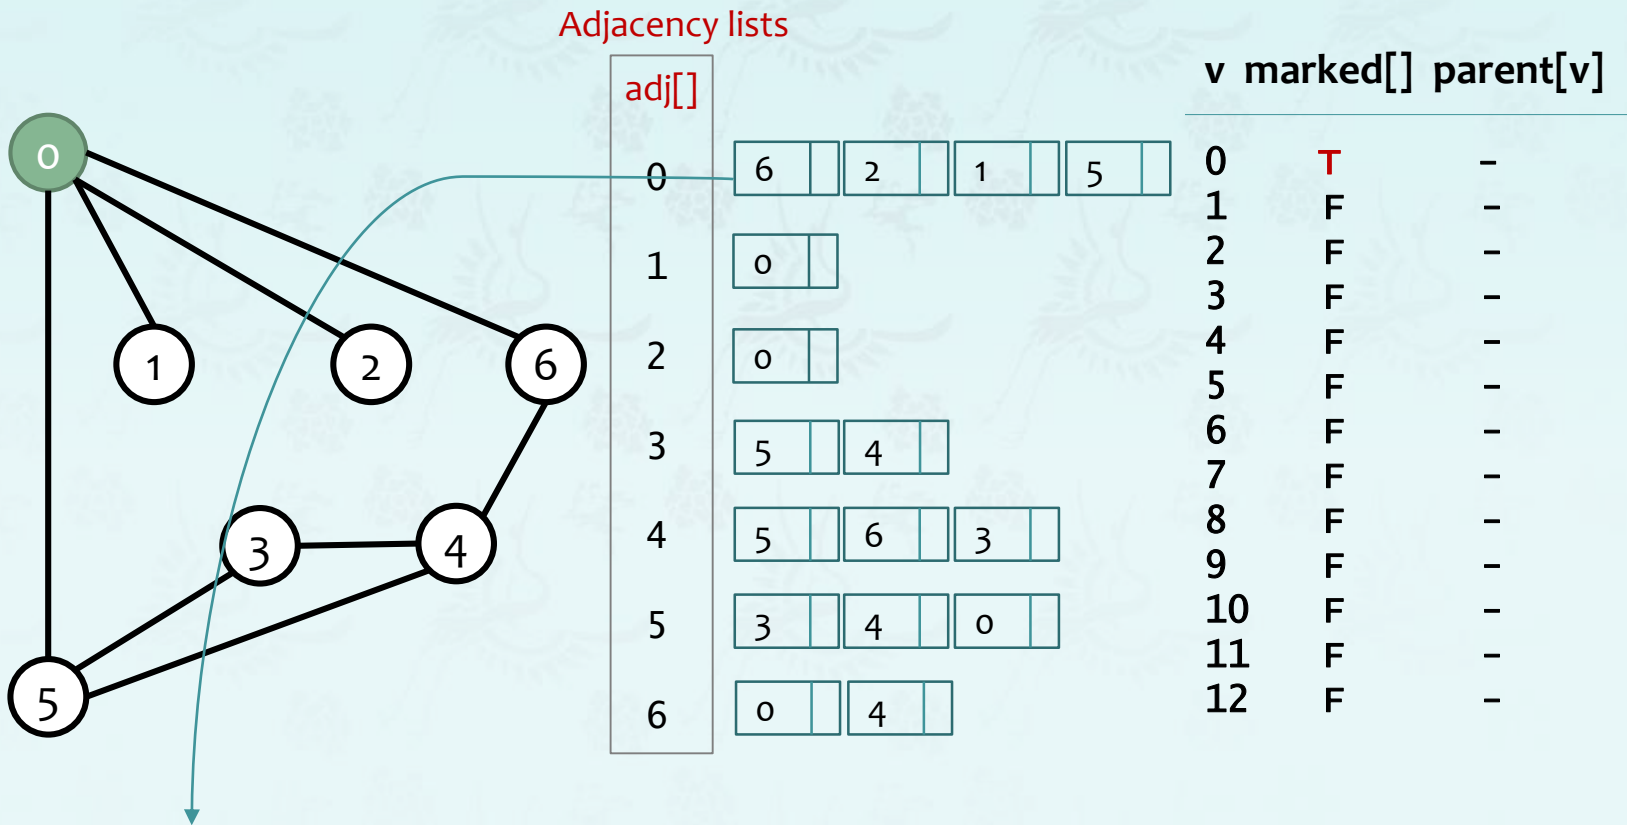 Adjacency lists
adj[]
v marked[] parent[v]
0
1
2
6
3
4
5
0 6 2 1 5
1 0
2 0
3 5 4
4 5 6 3
5 3 4 0
6 0 4
0 T –
1 F –
2 F –
3 F –
4 F –
5 F –
6 F –
7 F –
8 F –
9 F –
10 F –
11 F –
12 F –